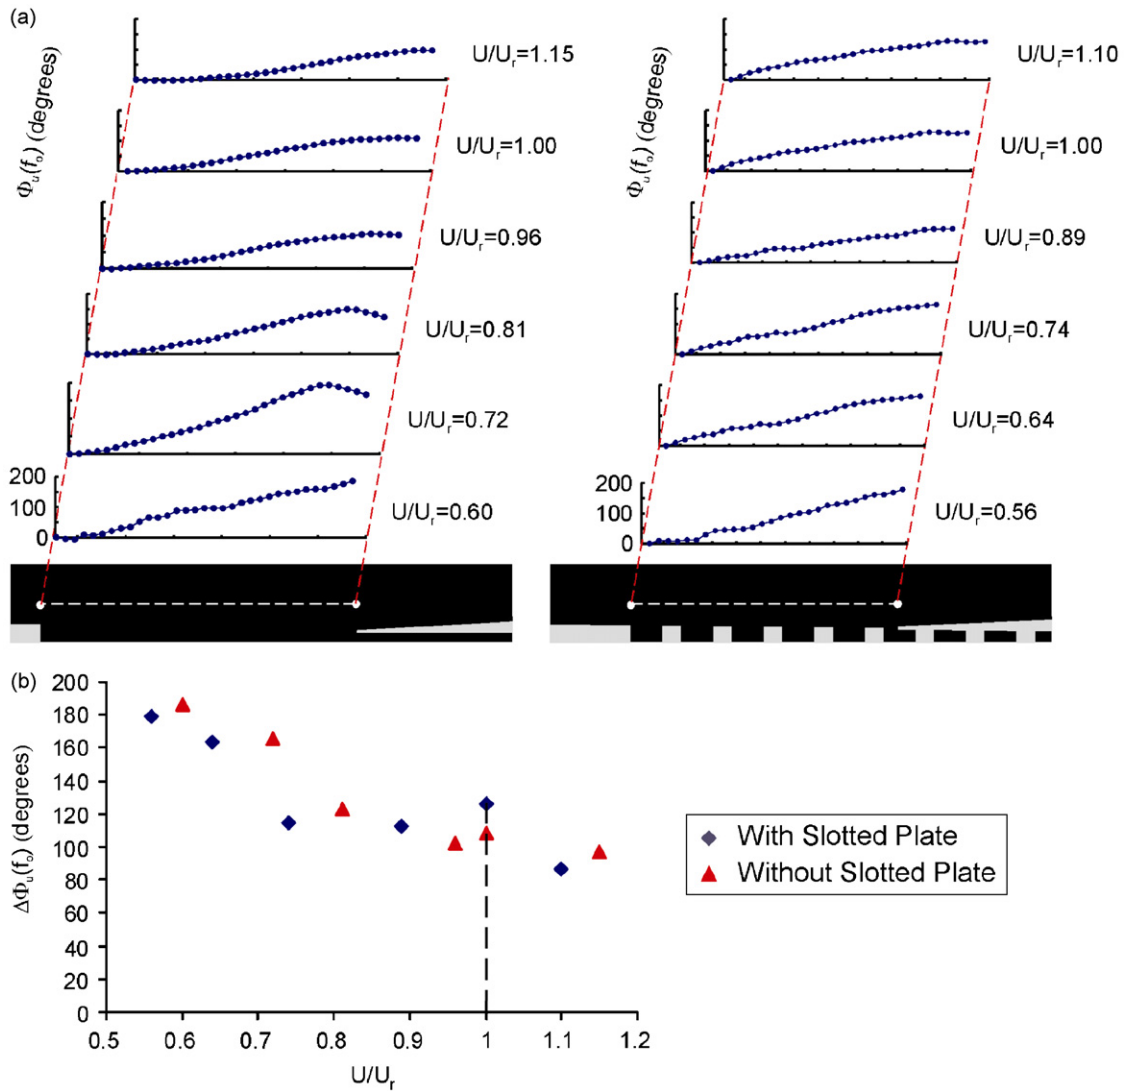 (a)
Φᵤ(fₒ) (degrees)
U/Uᵣ=1.15
U/Uᵣ=1.00
U/Uᵣ=0.96
U/Uᵣ=0.81
U/Uᵣ=0.72
U/Uᵣ=0.60
200
100
0
Φᵤ(fₒ) (degrees)
U/Uᵣ=1.10
U/Uᵣ=1.00
U/Uᵣ=0.89
U/Uᵣ=0.74
U/Uᵣ=0.64
U/Uᵣ=0.56
200
100
0
(b)
ΔΦᵤ(fₒ) (degrees)
200
180
160
140
120
100
80
60
40
20
0
0.5 0.6 0.7 0.8 0.9 1 1.1 1.2
U/Uᵣ
With Slotted Plate
Without Slotted Plate